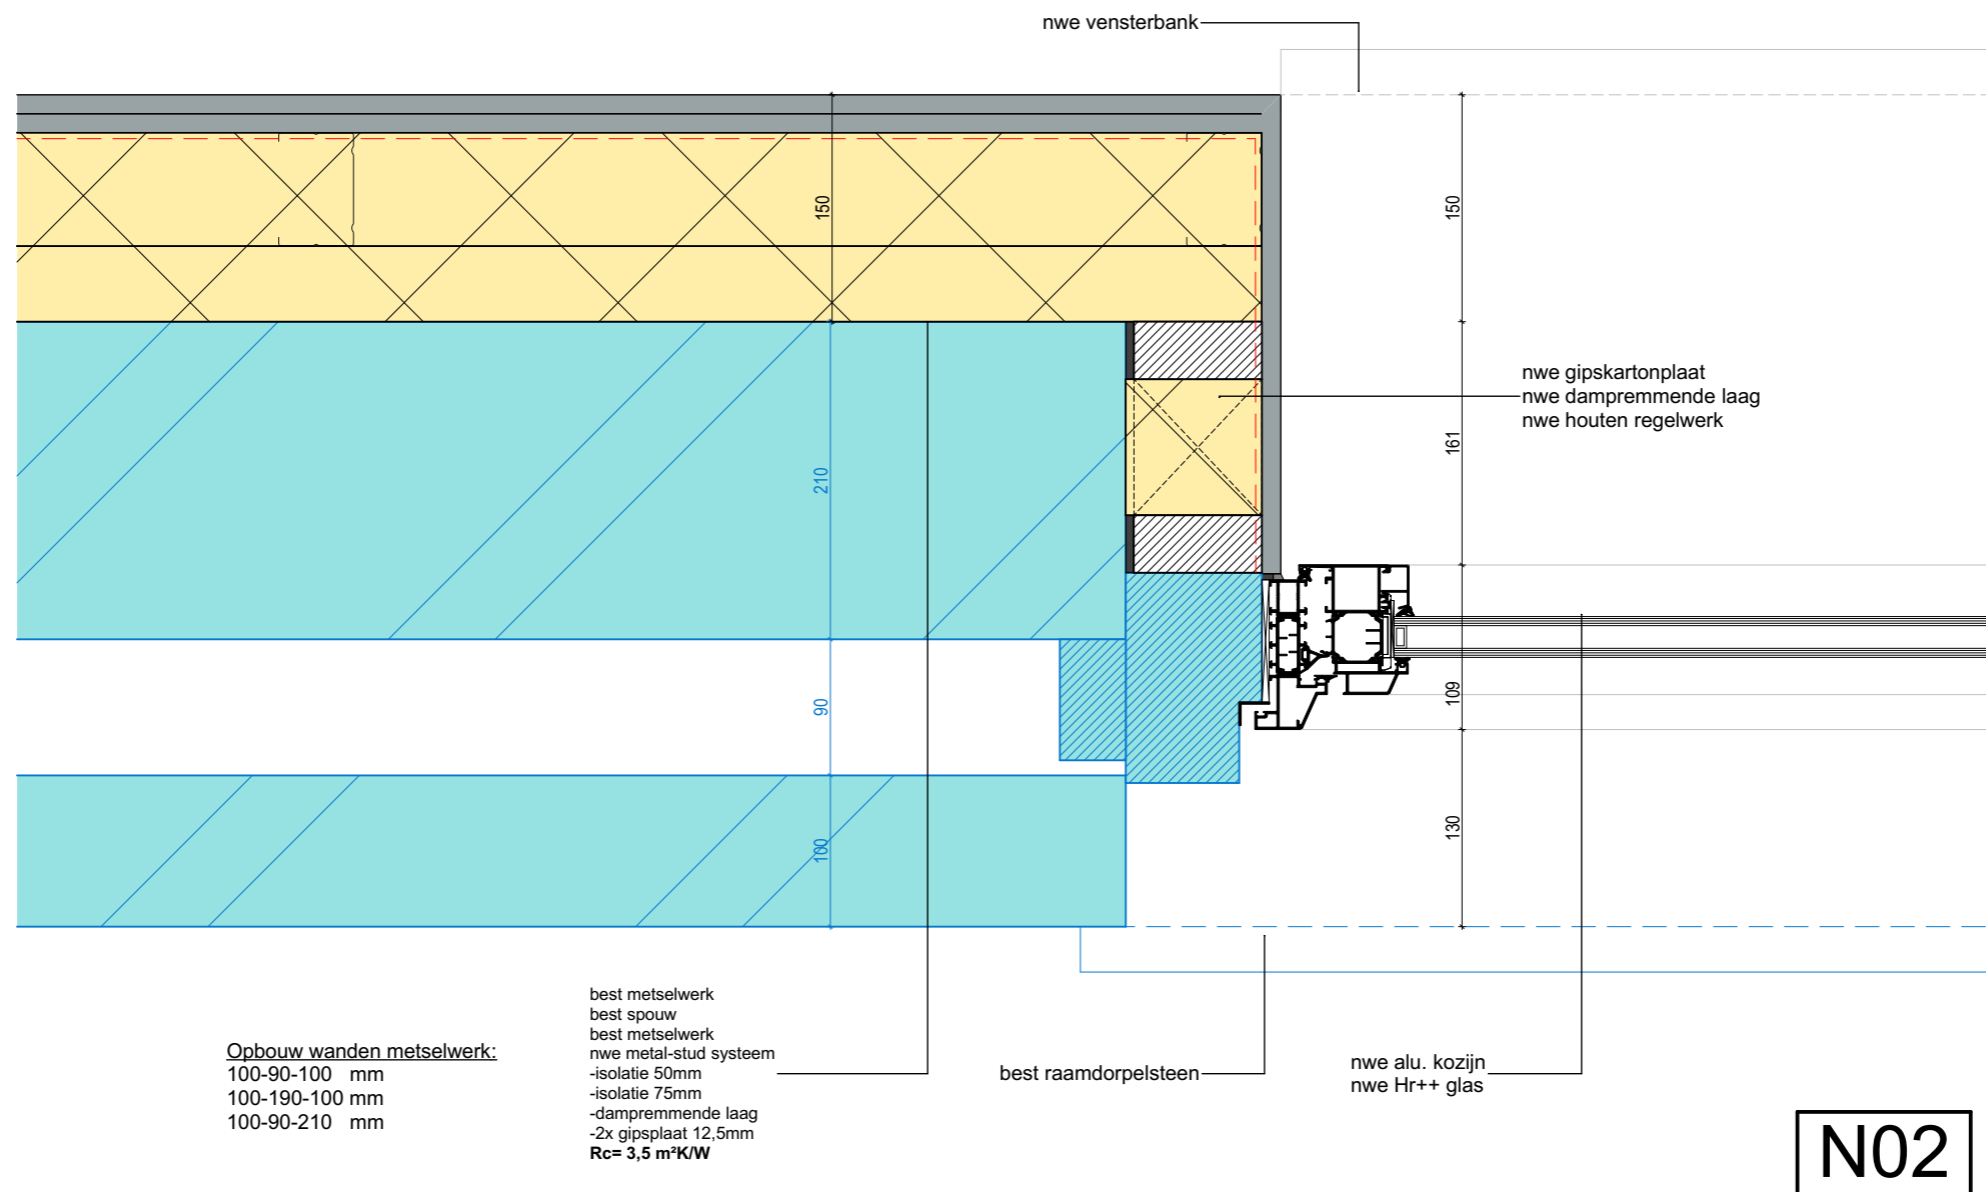 nwe vensterbank
150
150
nwe gipskartonplaat
nwe dampremmende laag
nwe houten regelwerk
161
210
109
90
130
100
best metselwerk
best spouw
best metselwerk
nwe metal-stud systeem
-isolatie 50mm
-isolatie 75mm
-dampremmende laag
-2x gipsplaat 12,5mm
Rc= 3,5 m²K/W
Opbouw wanden metselwerk:
100-90-100 mm
100-190-100 mm
100-90-210 mm
best raamdorpelsteen
nwe alu. kozijn
nwe Hr++ glas
N02